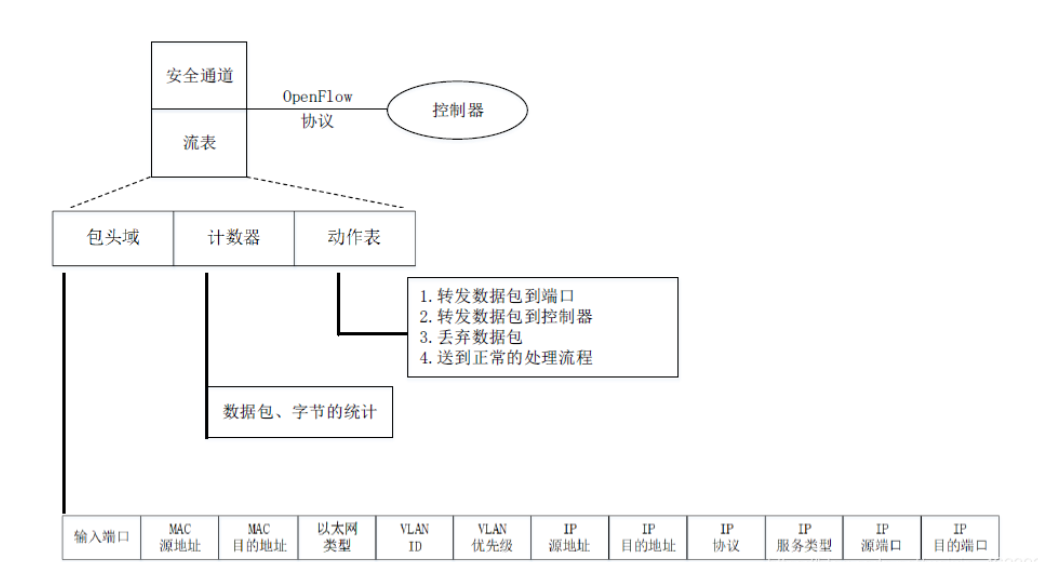 安全通道
OpenFlow
协议
控制器
流表
包头域
计数器
动作表
1.转发数据包到端口
2.转发数据包到控制器
3.丢弃数据包
4.送到正常的处理流程
数据包、字节的统计
输入端口
MAC
源地址
MAC
目的地址
以太网
类型
VLAN
ID
VLAN
优先级
IP
源地址
IP
目的地址
IP
协议
IP
服务类型
IP
源端口
IP
目的端口